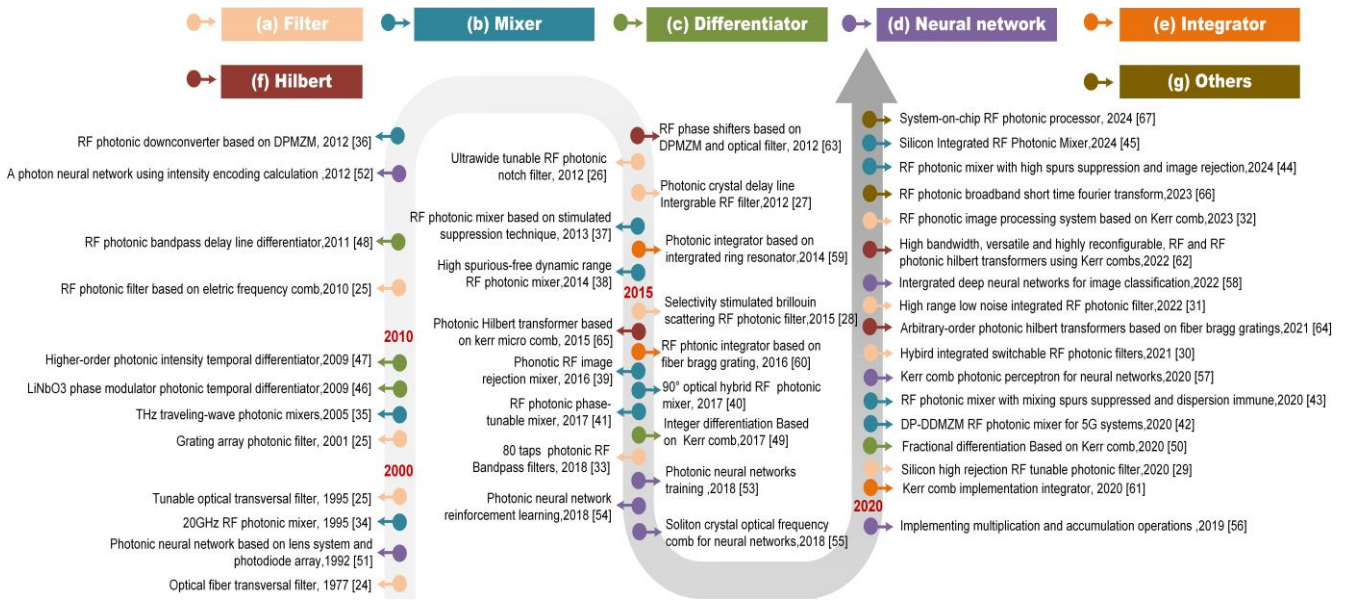 (a) Filter
(b) Mixer
(c) Differentiator
(d) Neural network
(e) Integrator
(f) Hilbert
(g) Others
RF photonic downconverter based on DPMZM, 2012 [36]
A photon neural network using intensity encoding calculation ,2012 [52]
RF photonic bandpass delay line differentiator,2011 [48]
RF photonic filter based on eletric frequency comb,2010 [25]
2010
Higher-order photonic intensity temporal differentiator,2009 [47]
LiNbO3 phase modulator photonic temporal differentiator,2009 [46]
THz traveling-wave photonic mixers,2005 [35]
Grating array photonic filter, 2001 [25]
2000
Tunable optical transversal filter, 1995 [25]
20GHz RF photonic mixer, 1995 [34]
Photonic neural network based on lens system and
photodiode array,1992 [51]
Optical fiber transversal filter, 1977 [24]
Ultrawide tunable RF photonic
notch filter, 2012 [26]
RF photonic mixer based on stimulated
suppression technique, 2013 [37]
High spurious-free dynamic range
RF photonic mixer,2014 [38]
2015
Photonic Hilbert transformer based
on kerr micro comb, 2015 [65]
Phonotic RF image
rejection mixer, 2016 [39]
RF photonic phase-
tunable mixer, 2017 [41]
80 taps photonic RF
Bandpass filters, 2018 [33]
Photonic neural network
reinforcement learning,2018 [54]
RF phase shifters based on
DPMZM and optical filter, 2012 [63]
Photonic crystal delay line
Intergrable RF filter,2012 [27]
Photonic integrator based on
intergrated ring resonator,2014 [59]
Selectivity stimulated brillouin
scattering RF photonic filter,2015 [28]
RF phtonic integrator based on
fiber bragg grating, 2016 [60]
90° optical hybrid RF photonic
mixer, 2017 [40]
Integer differentiation Based
on Kerr comb,2017 [49]
Photonic neural networks
training ,2018 [53]
Soliton crystal optical frequency
comb for neural networks,2018 [55]
System-on-chip RF photonic processor, 2024 [67]
Silicon Integrated RF Photonic Mixer,2024 [45]
RF photonic mixer with high spurs suppression and image rejection,2024 [44]
RF photonic broadband short time fourier transform,2023 [66]
RF phonotic image processing system based on Kerr comb,2023 [32]
High bandwidth, versatile and highly reconfigurable, RF and RF
photonic hilbert transformers using Kerr combs,2022 [62]
Intergrated deep neural networks for image classification,2022 [58]
High range low noise integrated RF photonic filter,2022 [31]
Arbitrary-order photonic hilbert transformers based on fiber bragg gratings,2021 [64]
Hybird integrated switchable RF photonic filters,2021 [30]
Kerr comb photonic perceptron for neural networks,2020 [57]
RF photonic mixer with mixing spurs suppressed and dispersion immune,2020 [43]
DP-DDMZM RF photonic mixer for 5G systems,2020 [42]
Fractional differentiation Based on Kerr comb,2020 [50]
Silicon high rejection RF tunable photonic filter,2020 [29]
Kerr comb implementation integrator, 2020 [61]
2020
Implementing multiplication and accumulation operations ,2019 [56]